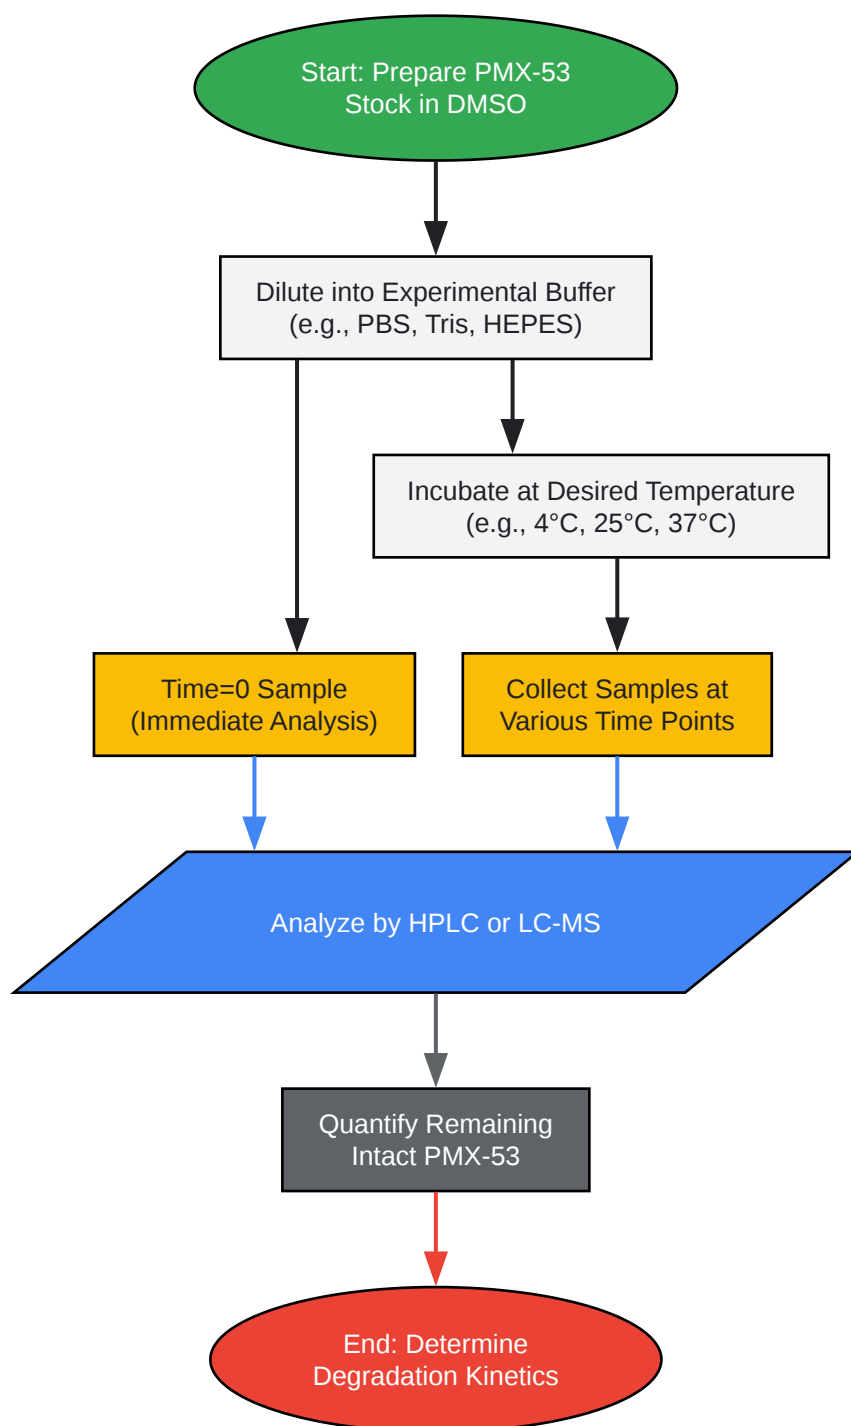 Start: Prepare PMX-53
Stock in DMSO
Dilute into Experimental Buffer
(e.g., PBS, Tris, HEPES)
Incubate at Desired Temperature
(e.g., 4°C, 25°C, 37°C)
Time=0 Sample
(Immediate Analysis)
Collect Samples at
Various Time Points
Analyze by HPLC or LC-MS
Quantify Remaining
Intact PMX-53
End: Determine
Degradation Kinetics